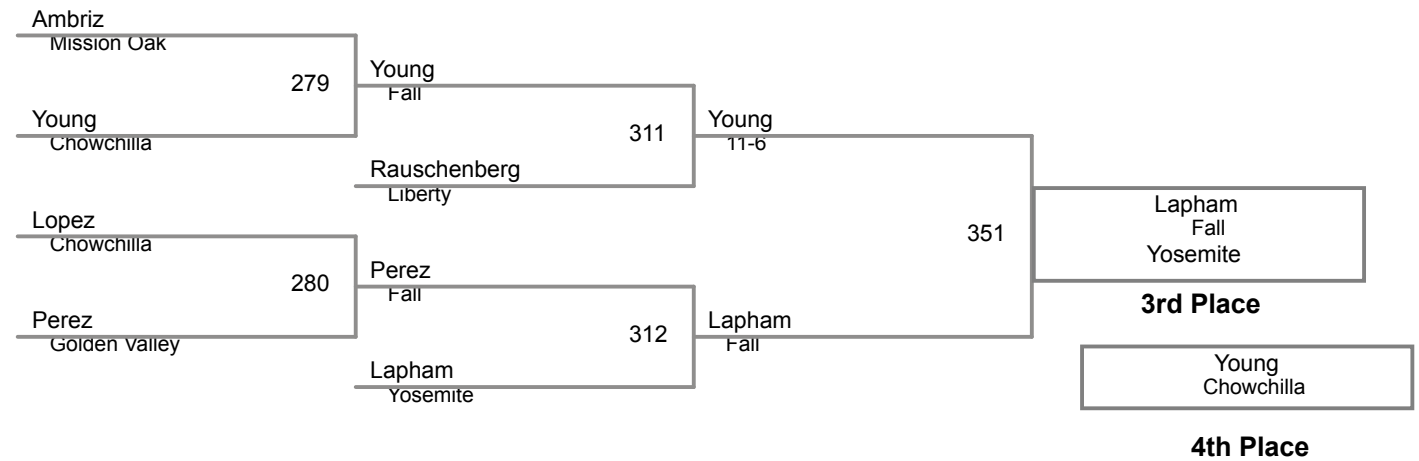 Ambriz
Mission Oak
279
Young
Fall
Young
Chowchilla
311
Young
11-6
Rauschenberg
Liberty
Lopez
Chowchilla
351
Lapham
Fall
Yosemite
280
Perez
Fall
3rd Place
Perez
Golden Valley
312
Lapham
Fall
Lapham
Yosemite
Young
Chowchilla
4th Place